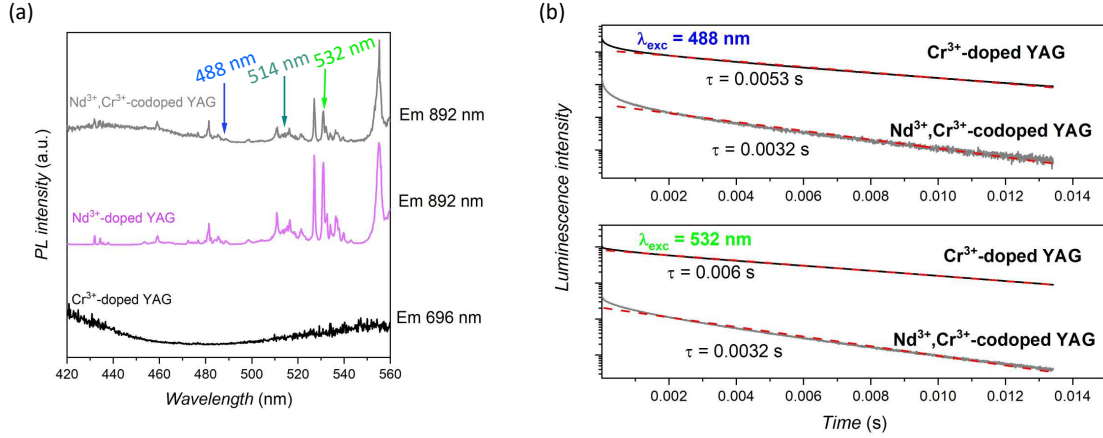 (a)
488 nm
514 nm
532 nm
Nd³⁺,Cr³⁺-codoped YAG
Em 892 nm
Nd³⁺-doped YAG
Em 892 nm
Cr³⁺-doped YAG
Em 696 nm
PL intensity (a.u.)
420 440 460 480 500 520 540 560
Wavelength (nm)
(b)
λexc = 488 nm
Cr³⁺-doped YAG
τ = 0.0053 s
Nd³⁺,Cr³⁺-codoped YAG
τ = 0.0032 s
0.002 0.004 0.006 0.008 0.010 0.012 0.014
λexc = 532 nm
Cr³⁺-doped YAG
τ = 0.006 s
Nd³⁺,Cr³⁺-codoped YAG
τ = 0.0032 s
0.002 0.004 0.006 0.008 0.010 0.012 0.014
Luminescence intensity
Time (s)